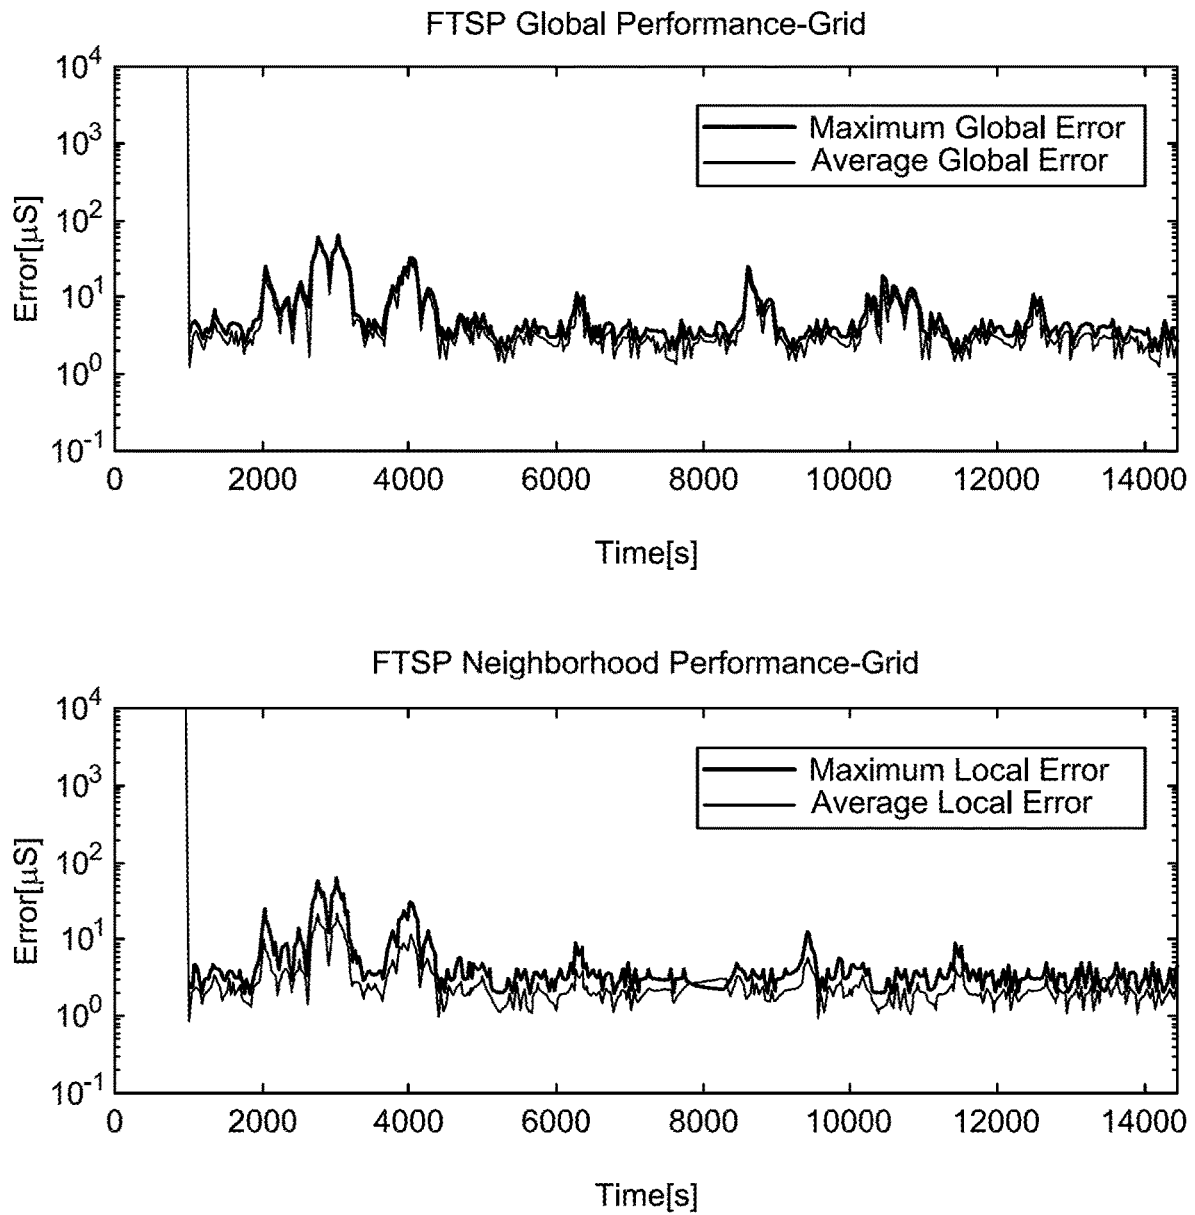 FTSP Global Performance-Grid
10^4
10^3
10^2
10^1
10^0
10^-1
Error[µS]
Maximum Global Error
Average Global Error
0 2000 4000 6000 8000 10000 12000 14000
Time[s]
FTSP Neighborhood Performance-Grid
10^4
10^3
10^2
10^1
10^0
10^-1
Error[µS]
Maximum Local Error
Average Local Error
0 2000 4000 6000 8000 10000 12000 14000
Time[s]